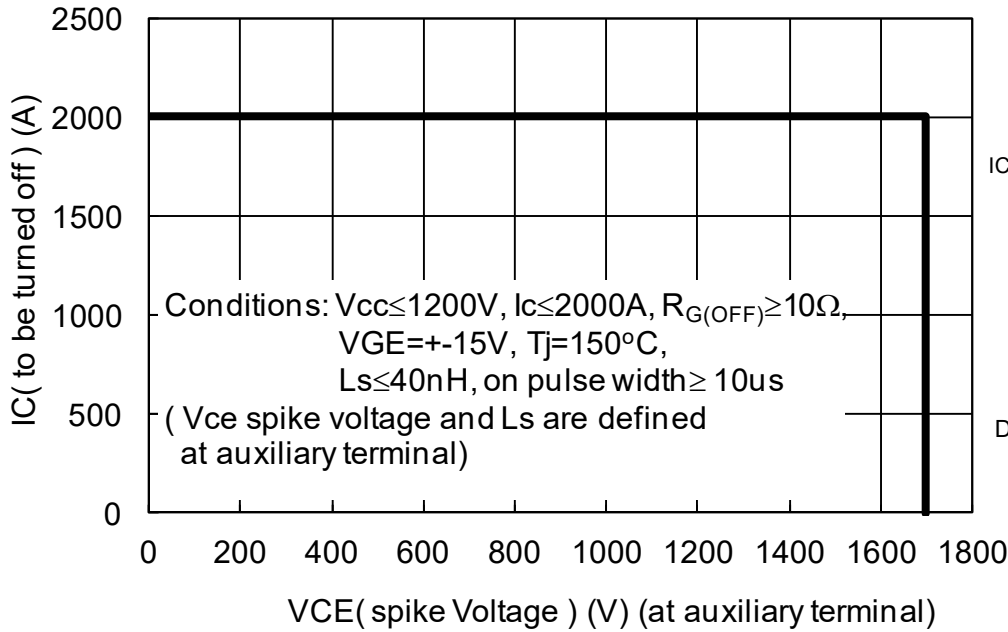 2500
2000
1500
1000
500
0
IC( to be turned off ) (A)
Conditions: Vcc≤1200V, Ic≤2000A, RG(OFF)≥10Ω,
VGE=+-15V, Tj=150°C,
Ls≤40nH, on pulse width≥ 10us
( Vce spike voltage and Ls are defined
at auxiliary terminal)
0 200 400 600 800 1000 1200 1400 1600 1800
VCE( spike Voltage ) (V) (at auxiliary terminal)
IC
D